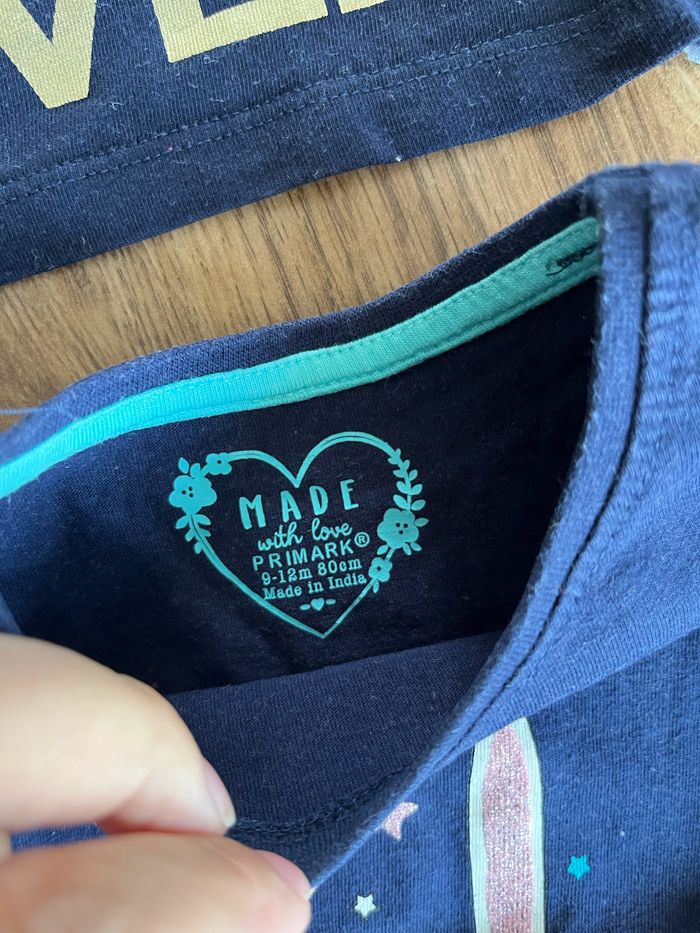 MADE
with love
PRIMARK®
9-12m 80cm
Made in India